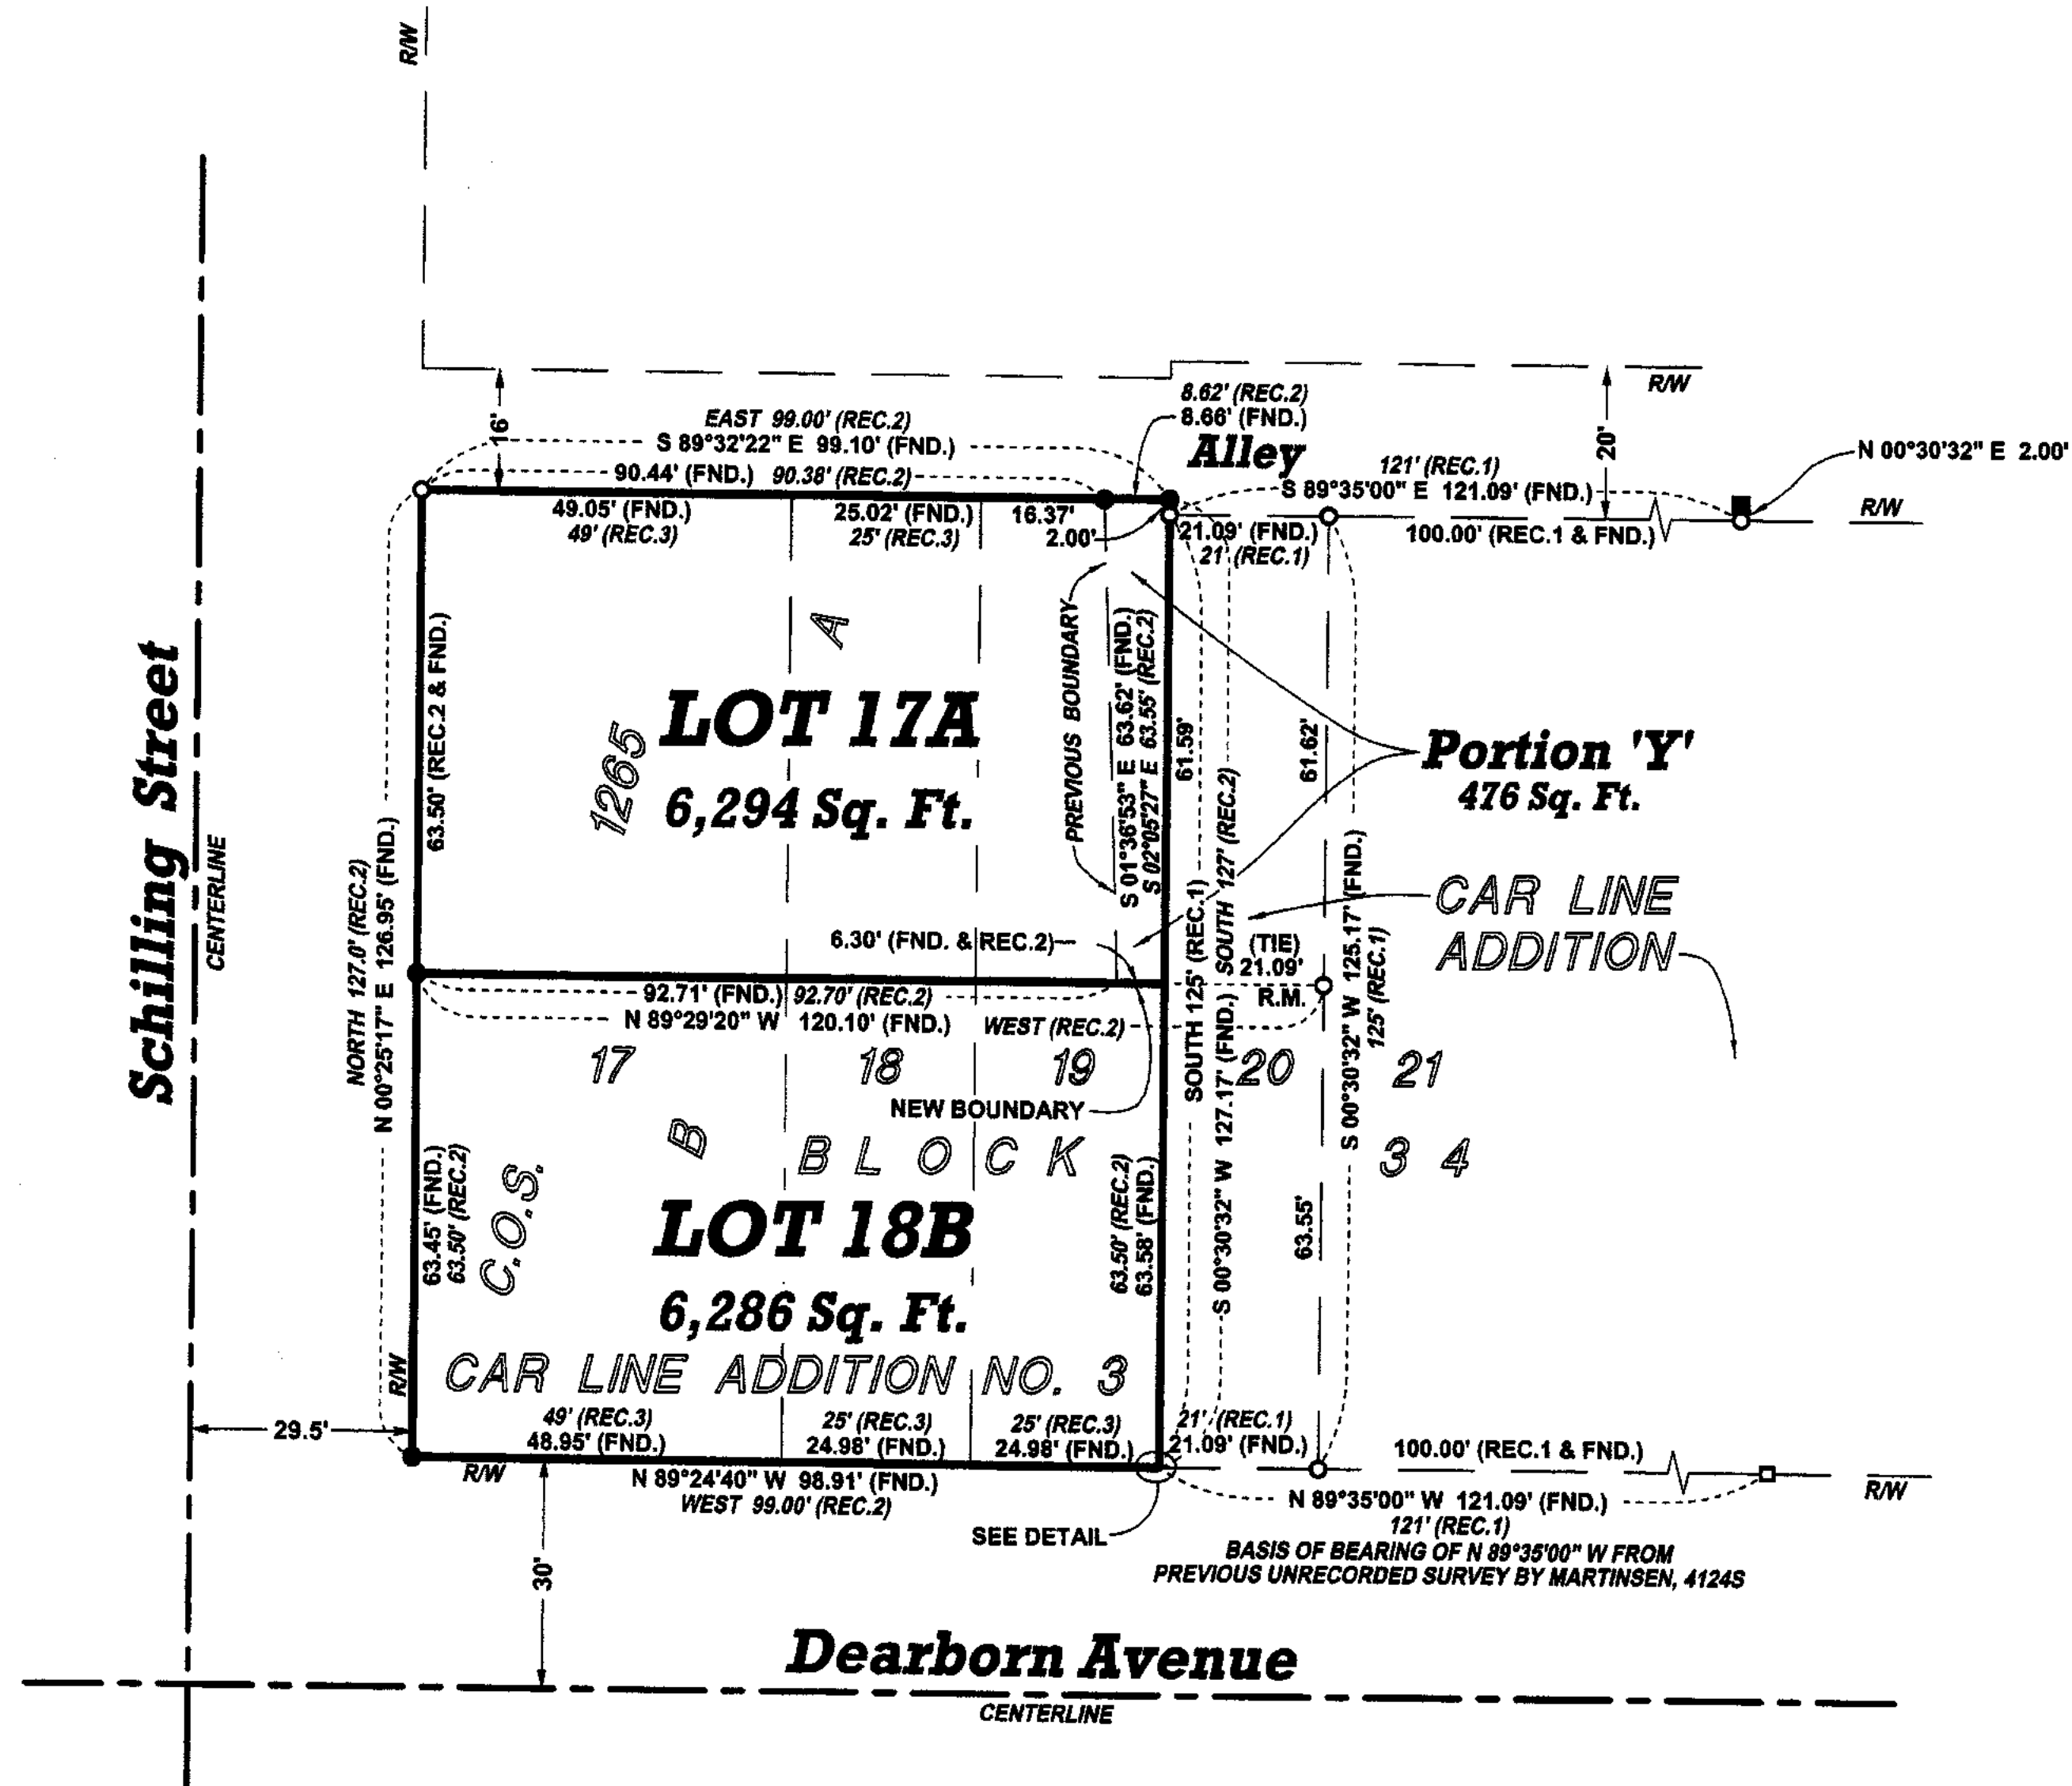 R/W
R/W
8.62' (REC.2)
8.66' (FND.)
16'
EAST 99.00' (REC.2)
S 89°32'22" E 99.10' (FND.)
90.44' (FND.) 90.38' (REC.2)
Alley
20'
N 00°30'32" E 2.00'
121' (REC.1)
S 89°35'00" E 121.09' (FND.)
R/W
49.05' (FND.)
49' (REC.3)
25.02' (FND.)
25' (REC.3)
16.37'
2.00'
21.09' (FND.)
21' (REC.1)
100.00' (REC.1 & FND.)
Schilling Street
CENTERLINE
NORTH 127.0' (REC.2)
N 00°25'17" E 126.95' (FND.)
63.50' (REC.2 & FND.)
A
1265
LOT 17A
6,294 Sq. Ft.
PREVIOUS BOUNDARY
S 01°36'53" E 63.62' (FND.)
S 02°05'27" E 63.55' (REC.2)
61.59'
61.62'
Portion 'Y'
476 Sq. Ft.
SOUTH 125' (REC.1)
SOUTH 127' (REC.2)
S 00°30'32" W 127.17' (FND.)
S 00°30'32" W 125.17' (FND.)
125' (REC.1)
CAR LINE
ADDITION
6.30' (FND. & REC.2)
(TIE)
21.09'
R.M.
92.71' (FND.) 92.70' (REC.2)
N 89°29'20" W 120.10' (FND.)
WEST (REC.2)
17
18
19
20
21
NEW BOUNDARY
B
BLOCK
34
C.O.S.
63.45' (FND.)
63.50' (REC.2)
LOT 18B
6,286 Sq. Ft.
63.50' (REC.2)
63.58' (FND.)
63.55'
CAR LINE ADDITION NO. 3
R/W
29.5'
49' (REC.3)
48.95' (FND.)
25' (REC.3)
24.98' (FND.)
25' (REC.3)
24.98' (FND.)
21' (REC.1)
21.09' (FND.)
100.00' (REC.1 & FND.)
R/W
N 89°24'40" W 98.91' (FND.)
WEST 99.00' (REC.2)
N 89°35'00" W 121.09' (FND.)
121' (REC.1)
R/W
SEE DETAIL
BASIS OF BEARING OF N 89°35'00" W FROM
PREVIOUS UNRECORDED SURVEY BY MARTINSEN, 4124S
30'
Dearborn Avenue
CENTERLINE